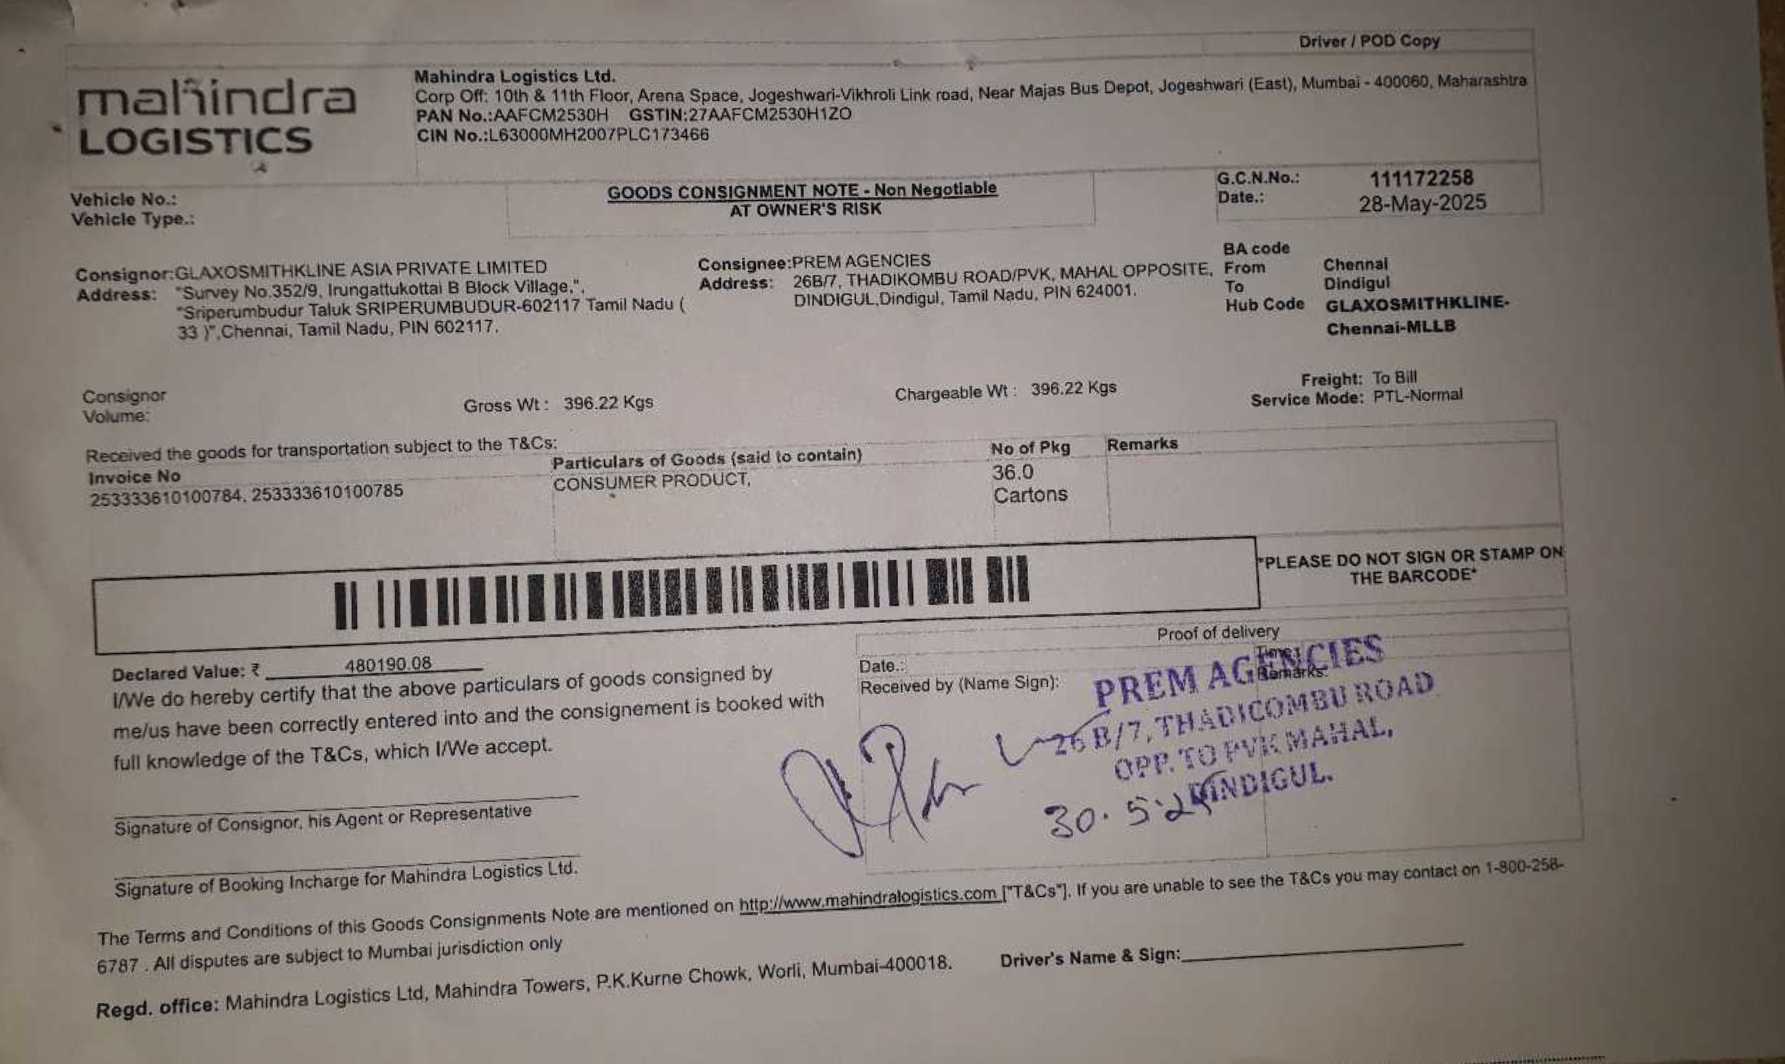 Driver / POD Copy
mahindra
LOGISTICS
Mahindra Logistics Ltd.
Corp Off: 10th & 11th Floor, Arena Space, Jogeshwari-Vikhroli Link road, Near Majas Bus Depot, Jogeshwari (East), Mumbai - 400060, Maharashtra
PAN No.:AAFCM2530H GSTIN:27AAFCM2530H1ZO
CIN No.:L63000MH2007PLC173466
Vehicle No.:
Vehicle Type.:
GOODS CONSIGNMENT NOTE - Non Negotiable
AT OWNER'S RISK
G.C.N.No.: 111172258
Date.: 28-May-2025
Consignor:GLAXOSMITHKLINE ASIA PRIVATE LIMITED
Address: "Survey No.352/9, Irungattukottai B Block Village,",
"Sriperumbudur Taluk SRIPERUMBUDUR-602117 Tamil Nadu (
33 )",Chennai, Tamil Nadu, PIN 602117.
Consignee:PREM AGENCIES
Address: 26B/7, THADIKOMBU ROAD/PVK, MAHAL OPPOSITE,
DINDIGUL,Dindigul, Tamil Nadu, PIN 624001.
BA code
From Chennai
To Dindigul
Hub Code GLAXOSMITHKLINE-
Chennai-MLLB
Consignor
Volume:
Gross Wt : 396.22 Kgs
Chargeable Wt : 396.22 Kgs
Freight: To Bill
Service Mode: PTL-Normal
Received the goods for transportation subject to the T&Cs:
Invoice No
253333610100784, 253333610100785
Particulars of Goods (said to contain)
CONSUMER PRODUCT,
No of Pkg
36.0
Cartons
Remarks
*PLEASE DO NOT SIGN OR STAMP ON
THE BARCODE*
Declared Value: ₹ 480190.08
I/We do hereby certify that the above particulars of goods consigned by
me/us have been correctly entered into and the consignement is booked with
full knowledge of the T&Cs, which I/We accept.
Proof of delivery
Date.:
Time:
Remarks:
Received by (Name Sign):
PREM AGENCIES
26 B/7, THADICOMBU ROAD
OPP. TO PVK MAHAL,
DINDIGUL.
30.5.25
Signature of Consignor, his Agent or Representative
Signature of Booking Incharge for Mahindra Logistics Ltd.
The Terms and Conditions of this Goods Consignments Note are mentioned on http://www.mahindralogistics.com ["T&Cs"]. If you are unable to see the T&Cs you may contact on 1-800-258-
6787 . All disputes are subject to Mumbai jurisdiction only
Driver's Name & Sign:
Regd. office: Mahindra Logistics Ltd, Mahindra Towers, P.K.Kurne Chowk, Worli, Mumbai-400018.